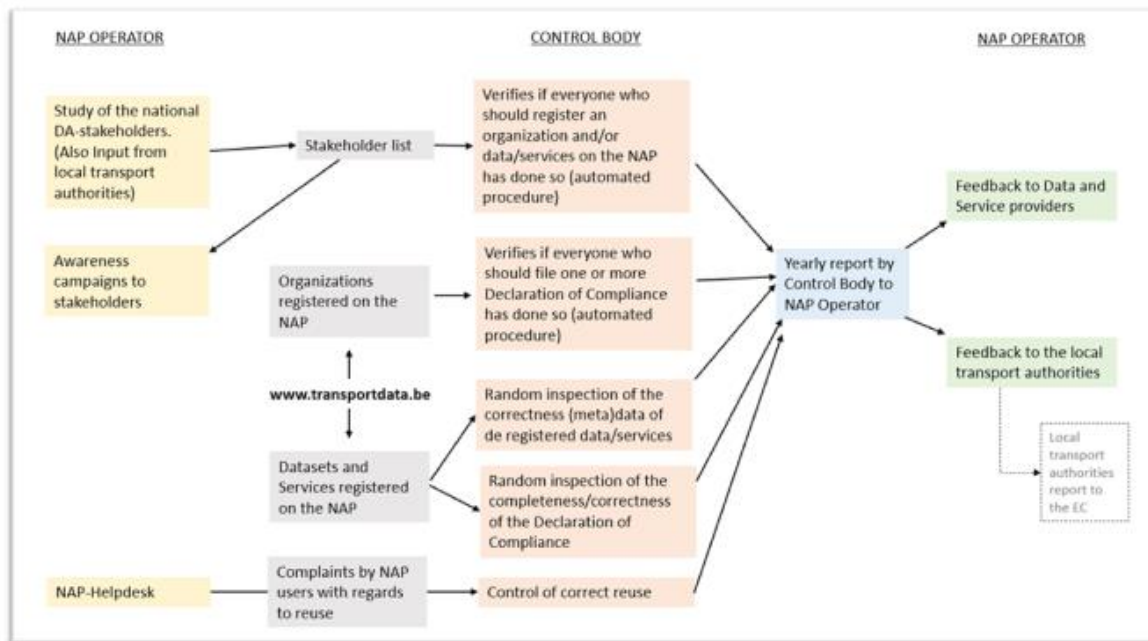 NAP OPERATOR
CONTROL BODY
NAP OPERATOR
Study of the national
DA-stakeholders.
(Also Input from
local transport
authorities)
Stakeholder list
Verifies if everyone who
should register an
organization and/or
data/services on the NAP
has done so (automated
procedure)
Awareness
campaigns to
stakeholders
Organizations
registered on the
NAP
Verifies if everyone who
should file one or more
Declaration of Compliance
has done so (automated
procedure)
www.transportdata.be
Datasets and
Services registered
on the NAP
Random inspection of the
correctness (meta)data of
de registered data/services
Random inspection of the
completeness/correctness
of the Declaration of
Compliance
NAP-Helpdesk
Complaints by NAP
users with regards
to reuse
Control of correct reuse
Yearly report by
Control Body to
NAP Operator
Feedback to Data and
Service providers
Feedback to the local
transport authorities
Local
transport
authorities
report to
the EC